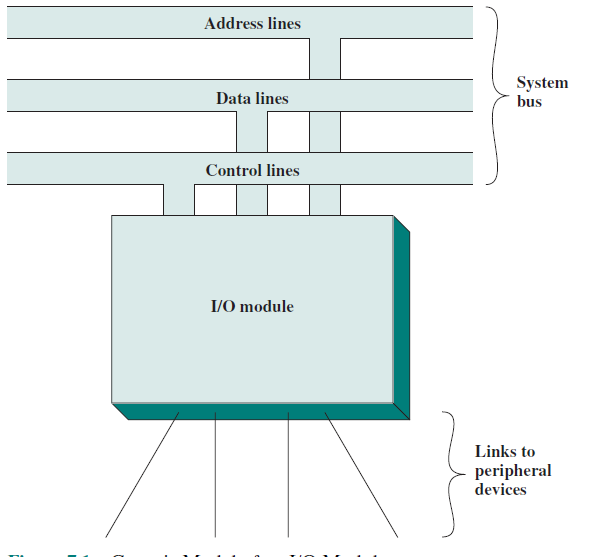 Address lines
System
bus
Data lines
Control lines
I/O module
Links to
peripheral
devices